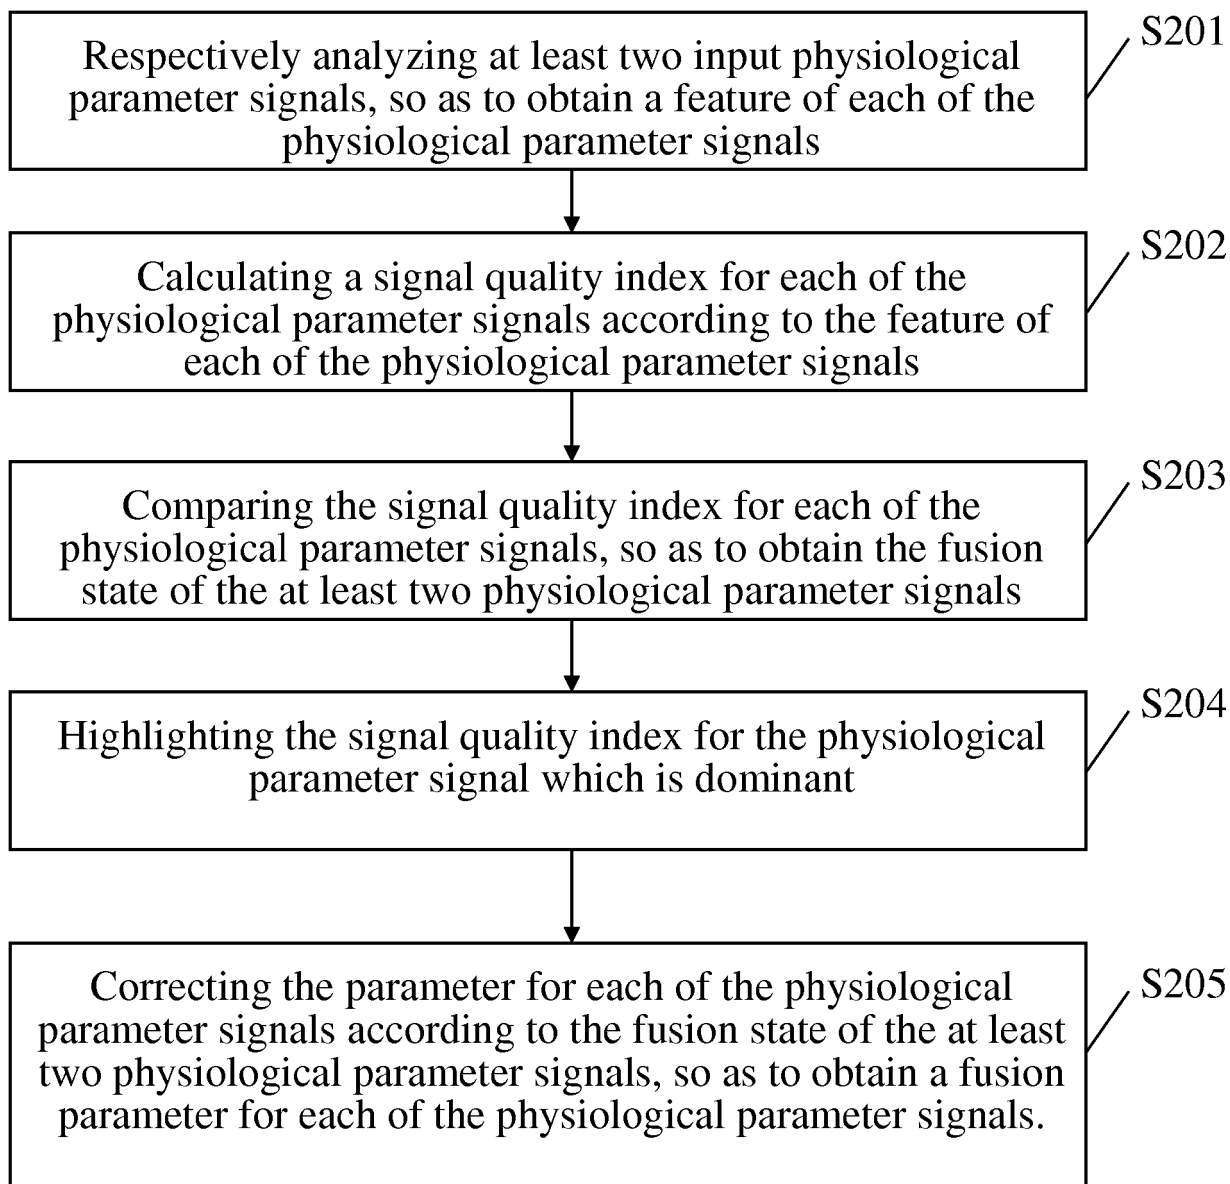 S201
Respectively analyzing at least two input physiological
parameter signals, so as to obtain a feature of each of the
physiological parameter signals
S202
Calculating a signal quality index for each of the
physiological parameter signals according to the feature of
each of the physiological parameter signals
S203
Comparing the signal quality index for each of the
physiological parameter signals, so as to obtain the fusion
state of the at least two physiological parameter signals
S204
Highlighting the signal quality index for the physiological
parameter signal which is dominant
S205
Correcting the parameter for each of the physiological
parameter signals according to the fusion state of the at least
two physiological parameter signals, so as to obtain a fusion
parameter for each of the physiological parameter signals.